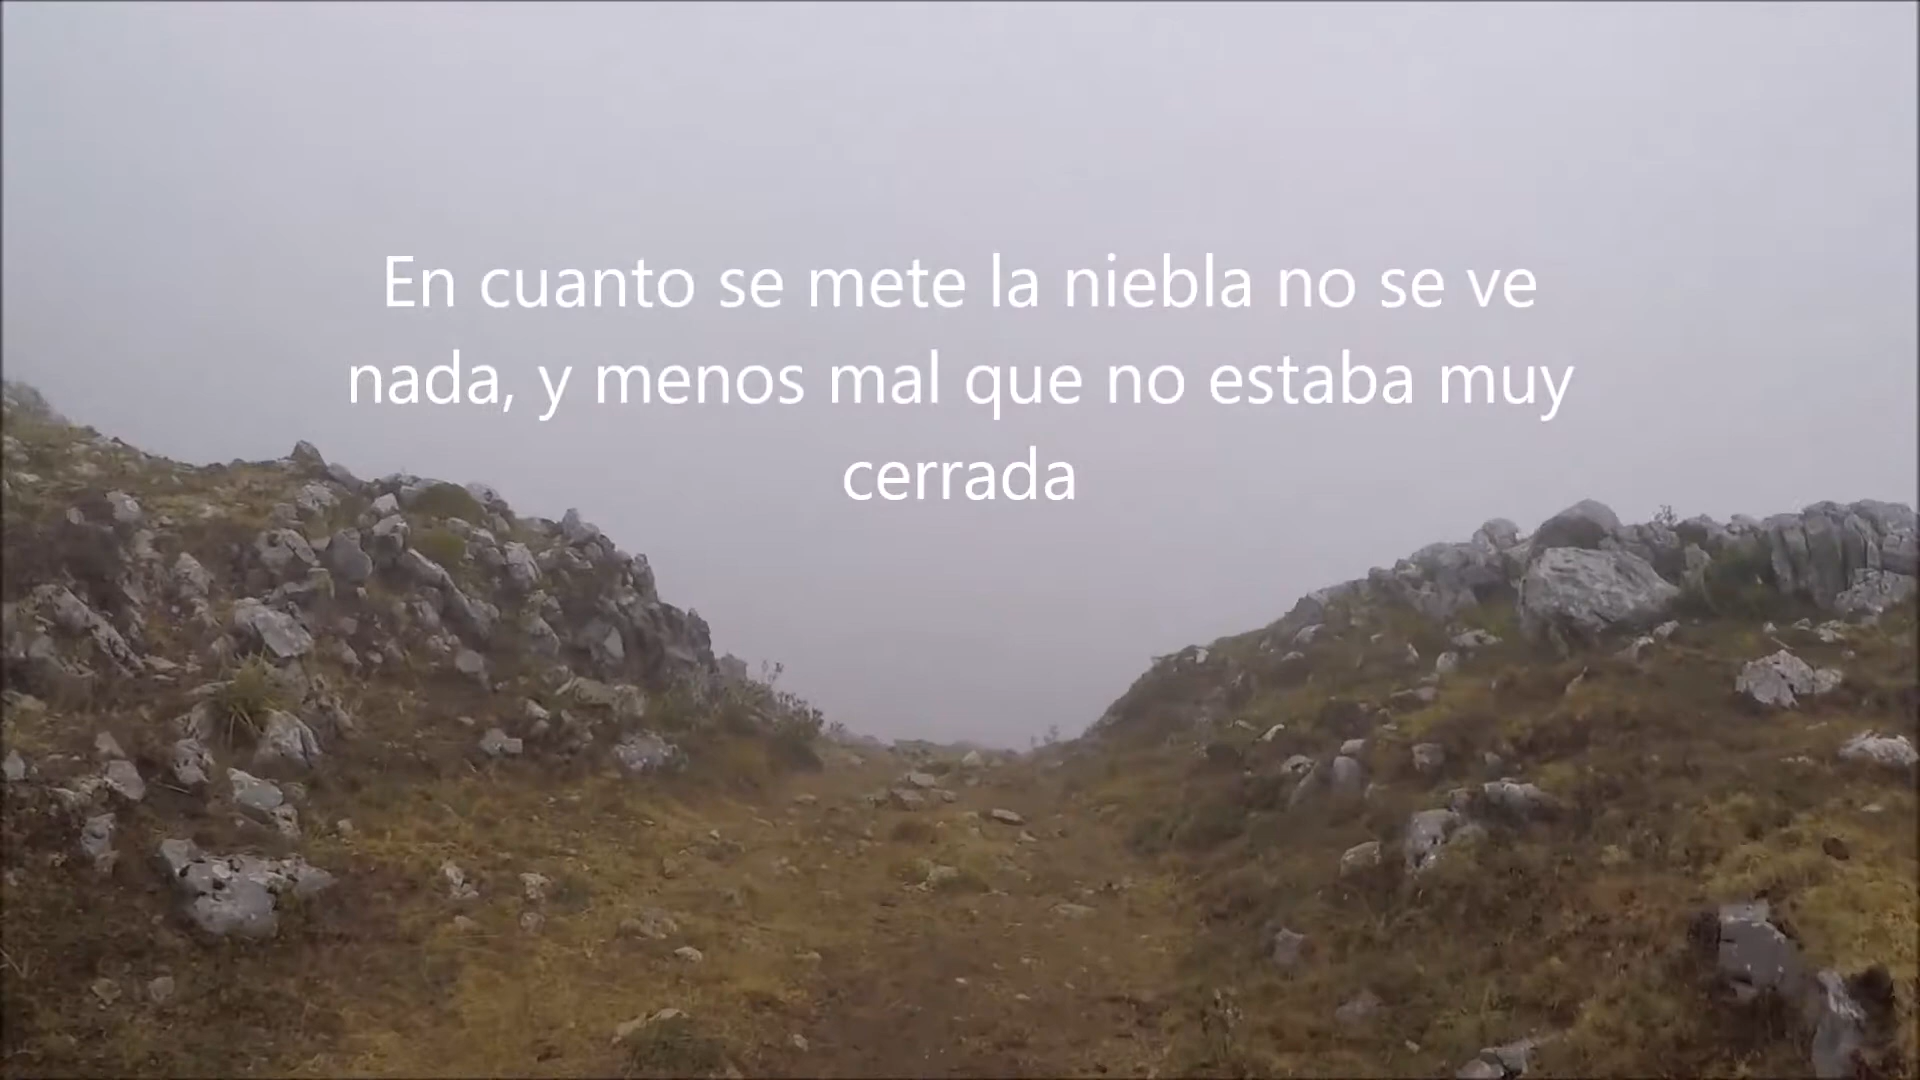 En cuanto se mete la niebla no se ve
nada, y menos mal que no estaba muy
cerrada